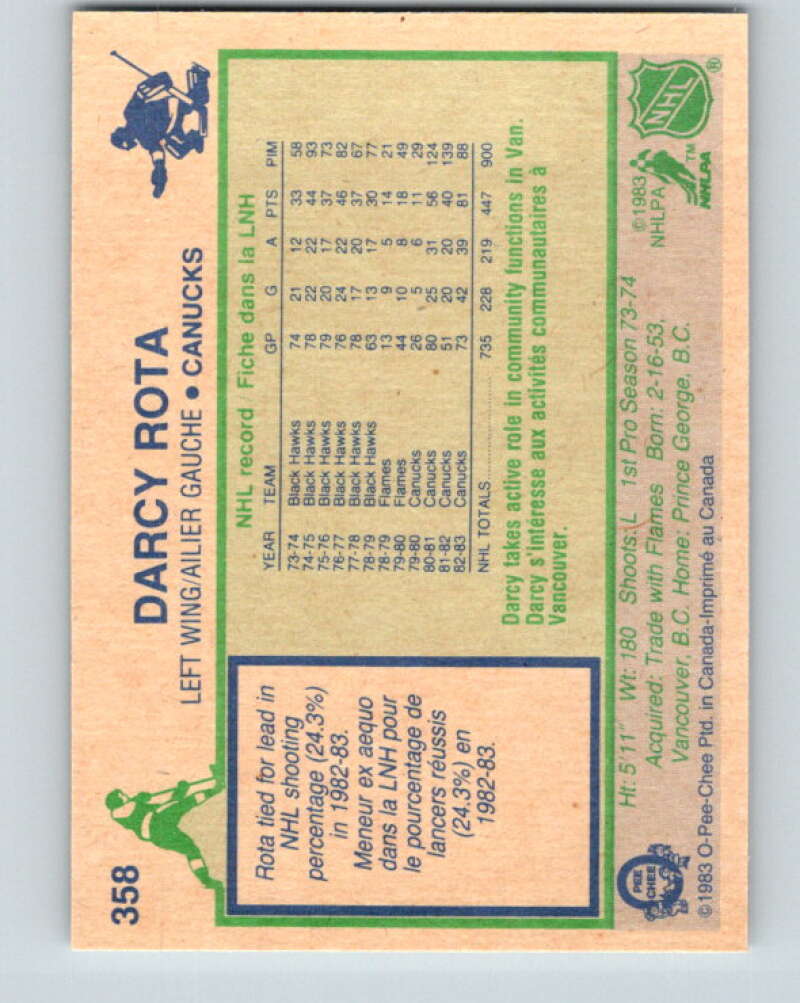 358
DARCY ROTA
LEFT WING/AILIER GAUCHE • CANUCKS
Rota tied for lead in
NHL shooting
percentage (24.3%)
in 1982-83.
Meneur ex aequo
dans la LNH pour
le pourcentage de
lancers réussis
(24.3%) en
1982-83.
NHL record / Fiche dans la LNH
YEAR TEAM GP G A PTS PIM
73-74 Black Hawks 74 21 12 33 58
74-75 Black Hawks 78 22 22 44 93
75-76 Black Hawks 79 20 17 37 73
76-77 Black Hawks 76 24 22 46 82
77-78 Black Hawks 78 17 20 37 67
78-79 Black Hawks 63 13 17 30 77
78-79 Flames 13 9 5 14 21
79-80 Flames 44 10 8 18 49
79-80 Canucks 26 5 6 11 29
80-81 Canucks 80 25 31 56 124
81-82 Canucks 51 20 20 40 139
82-83 Canucks 73 42 39 81 88
NHL TOTALS 735 228 219 447 900
Darcy takes active role in community functions in Van.
Darcy s'intéresse aux activités communautaires à
Vancouver.
Ht: 5'11" Wt: 180 Shoots: L 1st Pro Season 73-74
Acquired: Trade with Flames Born: 2-16-53,
Vancouver, B.C. Home: Prince George, B.C.
©1983 O-Pee-Chee Ptd. in Canada-Imprimé au Canada
O
PEE
CHEE
©1983
NHLPA
NHLPA ™
NHL ®